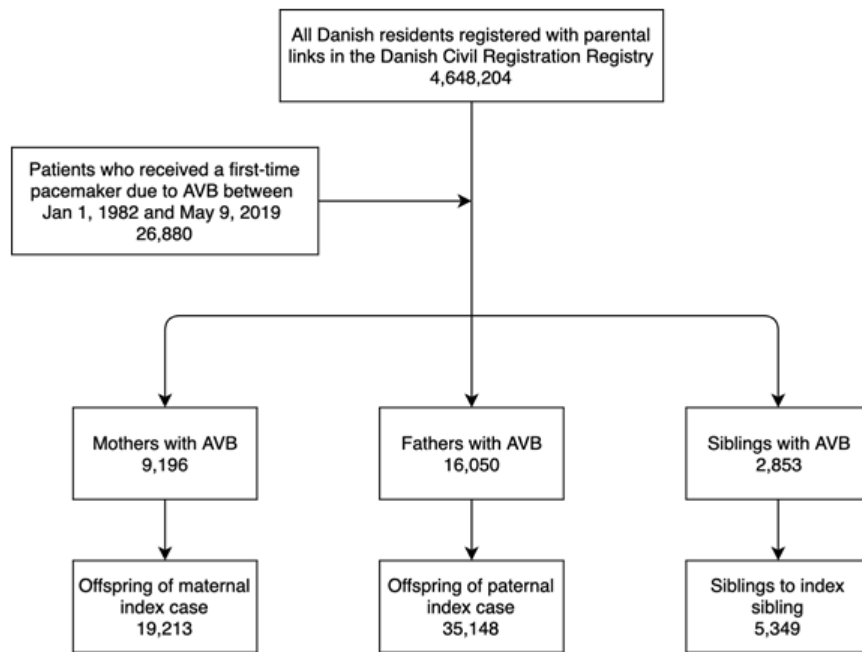 All Danish residents registered with parental
links in the Danish Civil Registration Registry
4,648,204
Patients who received a first-time
pacemaker due to AVB between
Jan 1, 1982 and May 9, 2019
26,880
Mothers with AVB
9,196
Fathers with AVB
16,050
Siblings with AVB
2,853
Offspring of maternal
index case
19,213
Offspring of paternal
index case
35,148
Siblings to index
sibling
5,349